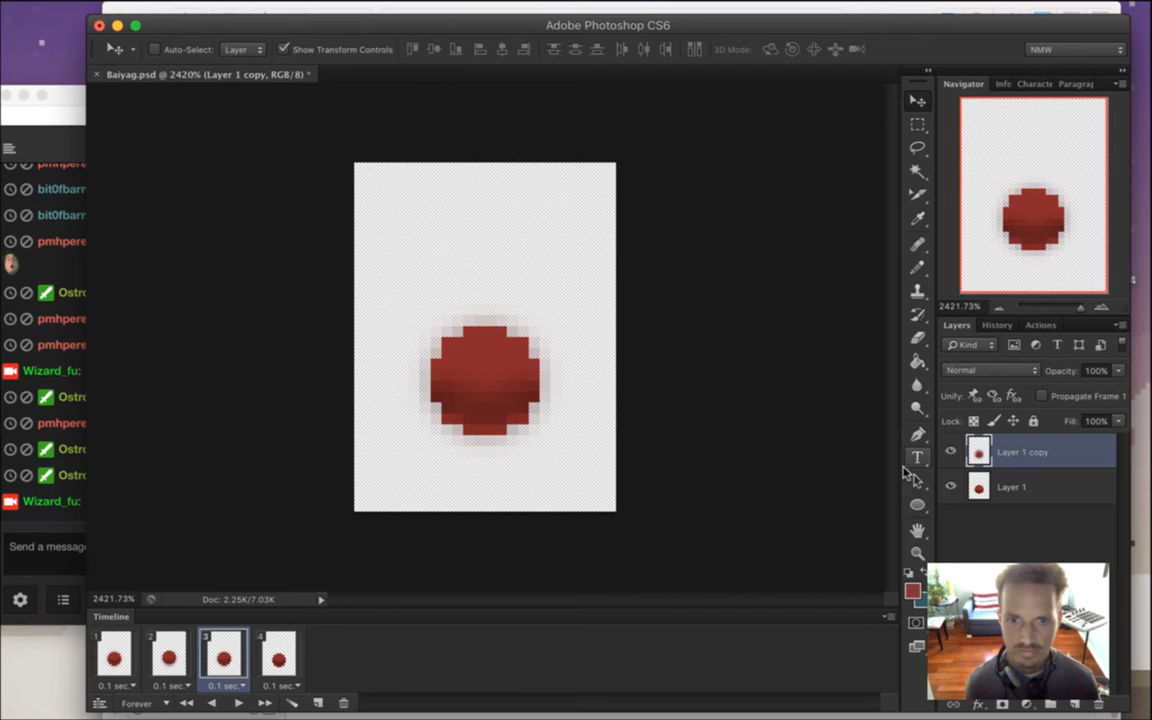 Adobe Photoshop CS6
Auto-Select: Layer Show Transform Controls 3D Mode: NMW
Baiyag.psd @ 2420% (Layer 1 copy, RGB/8) *
Navigator Info Characte Paragrap
pmhpere
bit0fbarn
bit0fbarn
pmhpere
Ostro
pmhpere
pmhpere
Wizard_fu:
Ostro
pmhpere
Ostro
Ostro
Wizard_fu:
Send a message
2421.73%
Layers History Actions
Kind
Normal Opacity: 100%
Unify: Propagate Frame 1
Lock: Fill: 100%
Layer 1 copy
Layer 1
2421.73% Doc: 2.25K/7.03K
Timeline
1 2 3 4
0.1 sec. 0.1 sec. 0.1 sec. 0.1 sec.
Forever